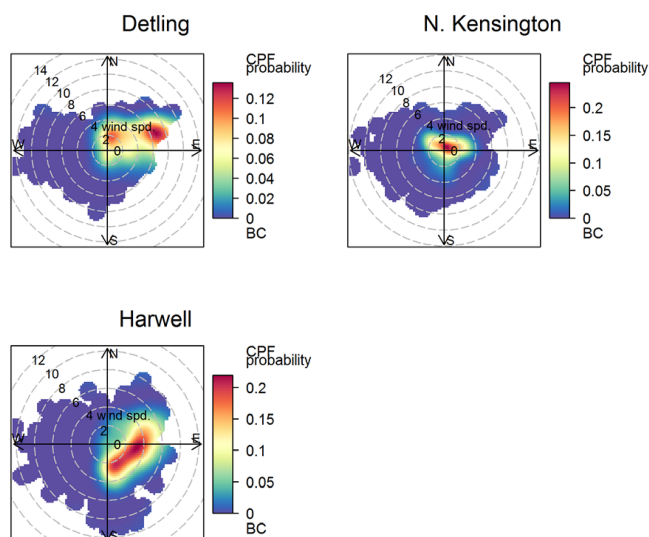 Detling
N. Kensington
CPF
probability
14
12
10
8
6
4 wind spd.
2
0
N
W
E
S
0.12
0.1
0.08
0.06
0.04
0.02
0
BC
CPF
probability
14
12
10
8
6
4 wind spd.
2
0
N
W
E
S
0.2
0.15
0.1
0.05
0
BC
Harwell
CPF
probability
12
10
8
6
4 wind spd.
2
0
N
W
E
S
0.2
0.15
0.1
0.05
0
BC